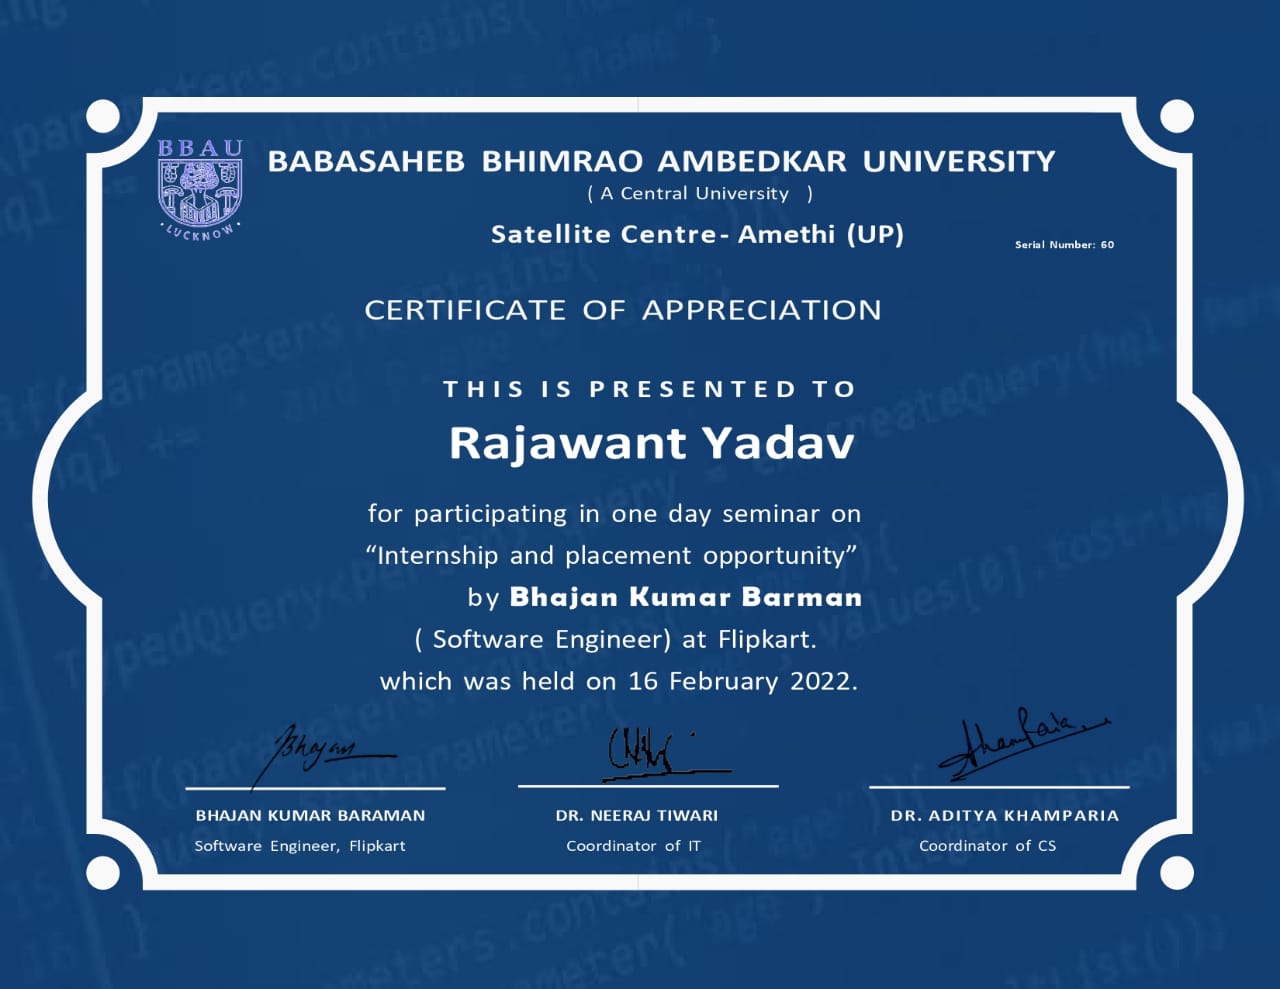 BBAU
LUCKNOW
BABASAHEB BHIMRAO AMBEDKAR UNIVERSITY
( A Central University )
Satellite Centre- Amethi (UP)
Serial Number: 60
CERTIFICATE OF APPRECIATION
THIS IS PRESENTED TO
Rajawant Yadav
for participating in one day seminar on
“Internship and placement opportunity”
by Bhajan Kumar Barman
( Software Engineer) at Flipkart.
which was held on 16 February 2022.
Bhajan
BHAJAN KUMAR BARAMAN
Software Engineer, Flipkart
DR. NEERAJ TIWARI
Coordinator of IT
DR. ADITYA KHAMPARIA
Coordinator of CS